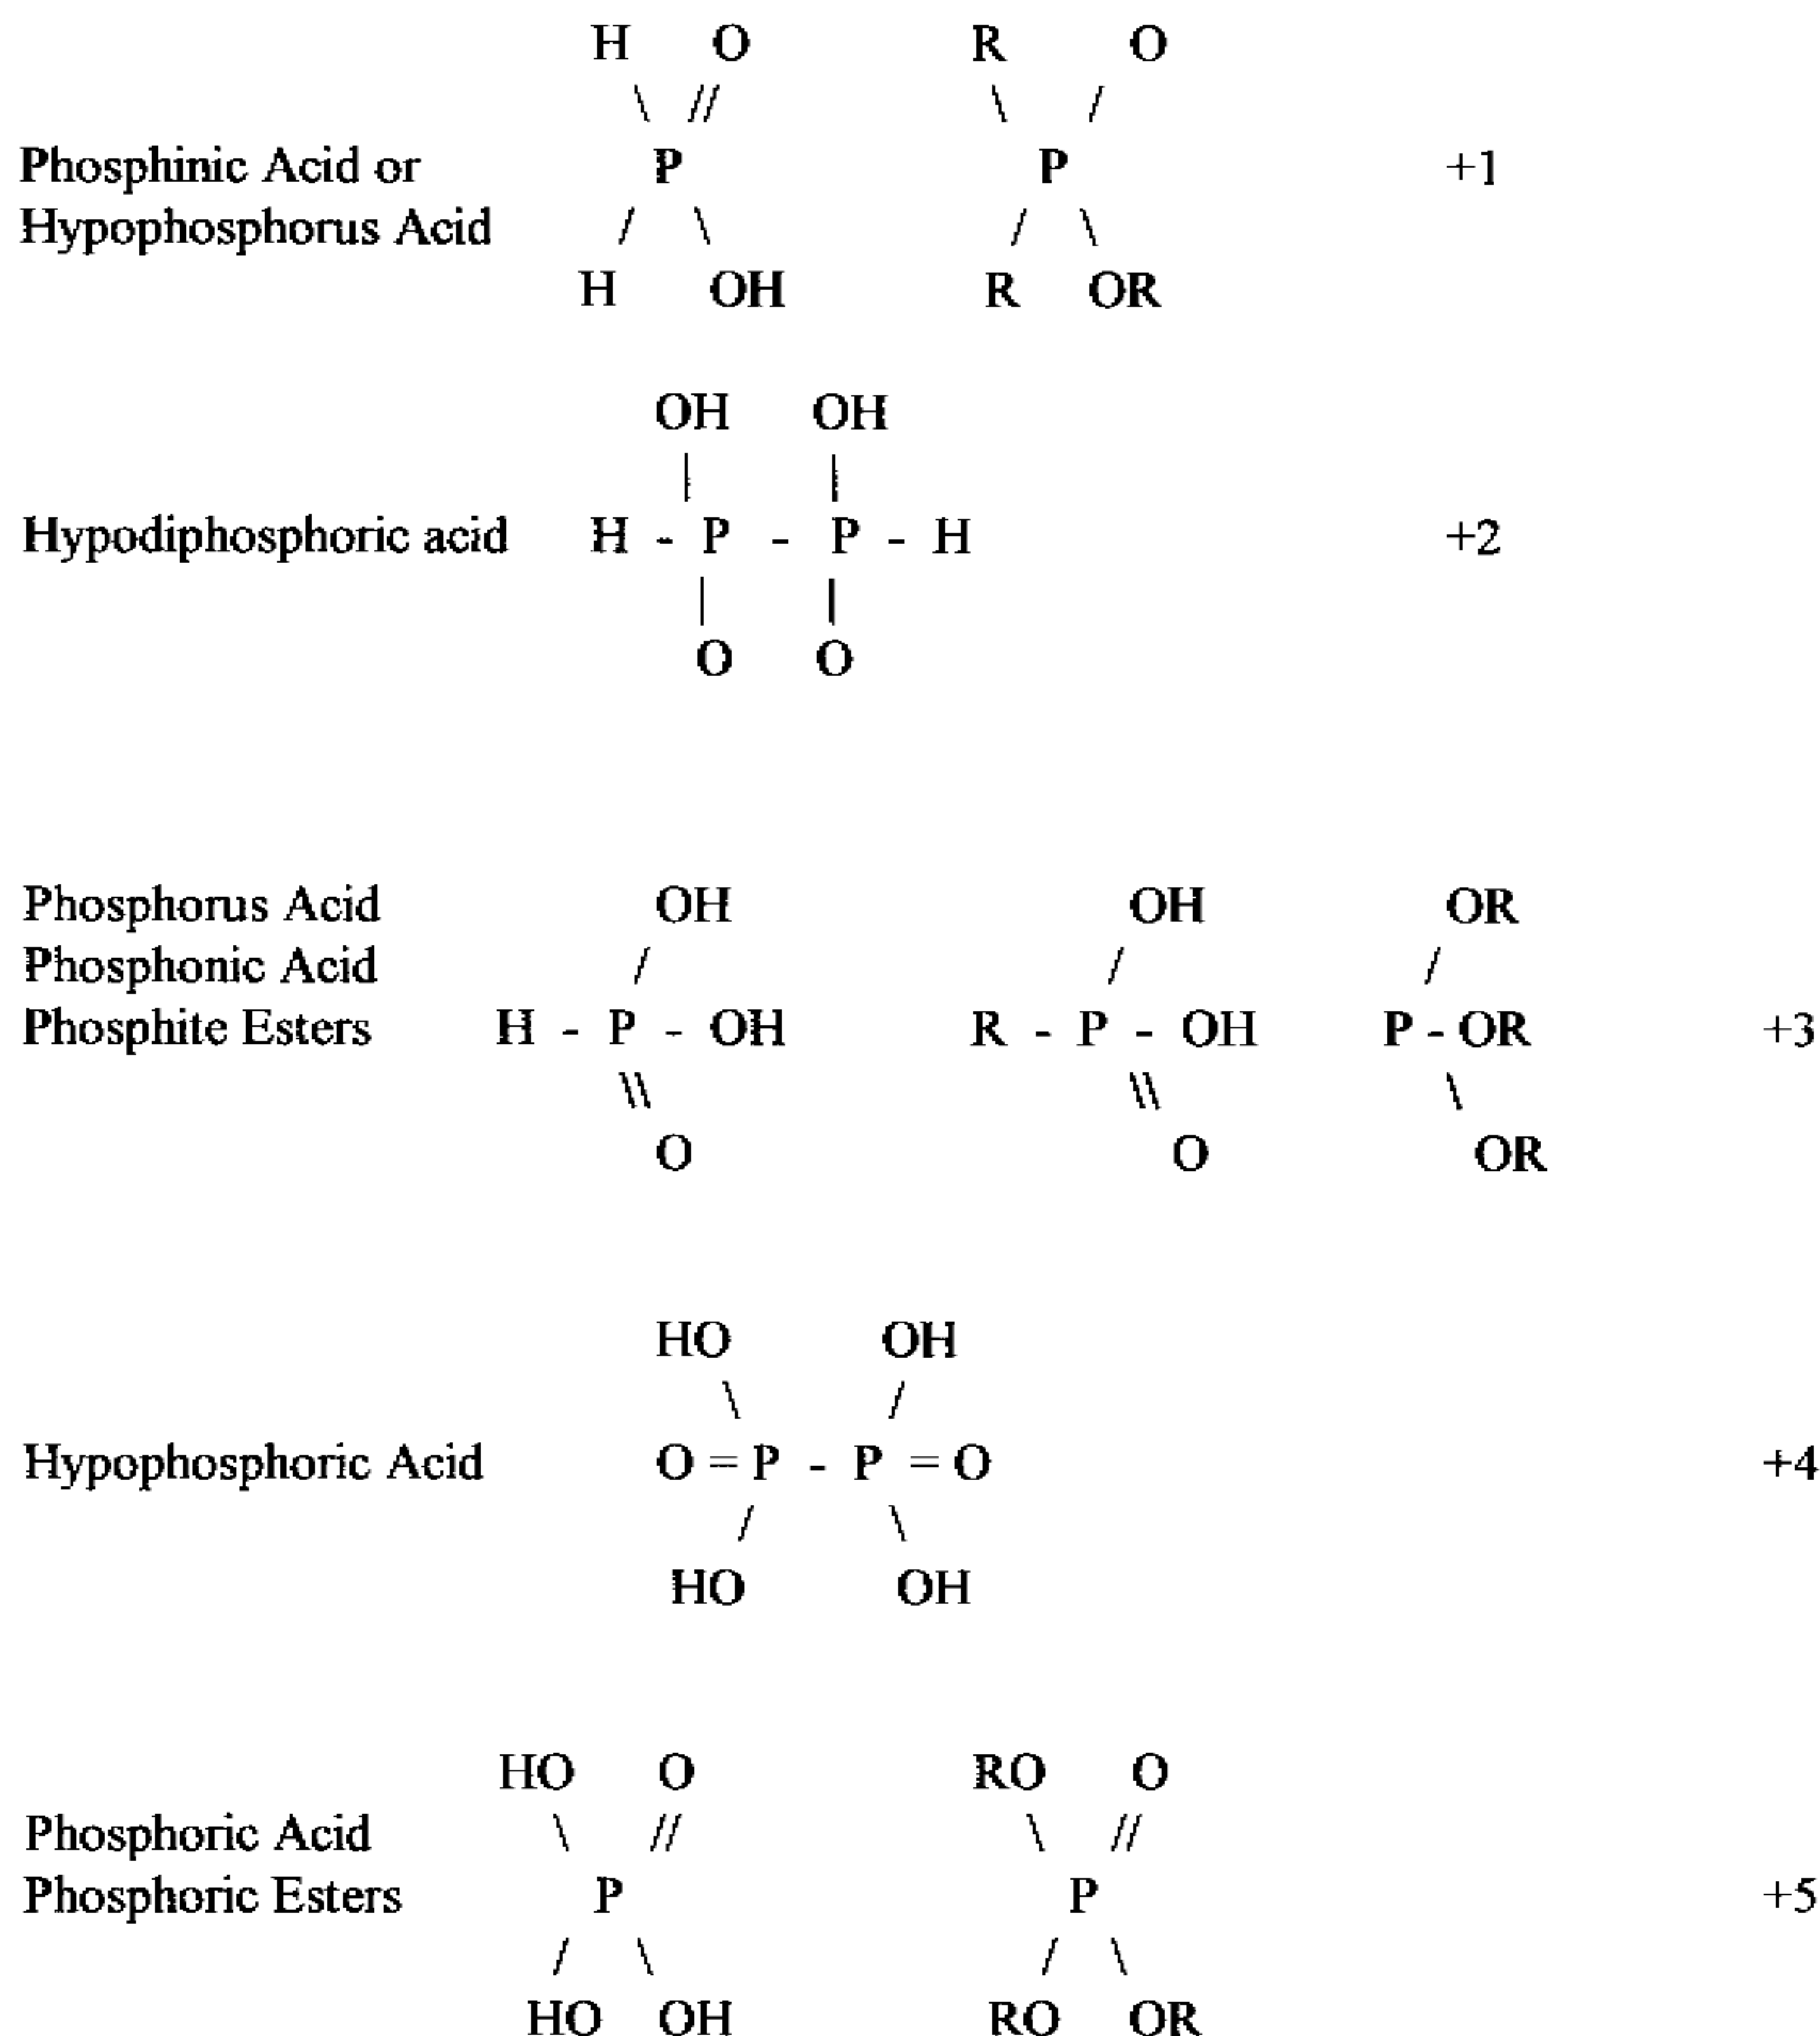 H O R O
\ // \ /
Phosphinic Acid or P P +1
Hypophosphorus Acid / \ / \
H OH R OR
OH OH
| |
Hypodiphosphoric acid H - P - P - H +2
| |
O O
Phosphorus Acid OH OH OR
Phosphonic Acid / / /
Phosphite Esters H - P - OH R - P - OH P - OR +3
\\ \\ \
O O OR
HO OH
\ /
Hypophosphoric Acid O = P - P = O +4
/ \
HO OH
HO O RO O
Phosphoric Acid \ // \ //
Phosphoric Esters P P +5
/ \ / \
HO OH RO OR